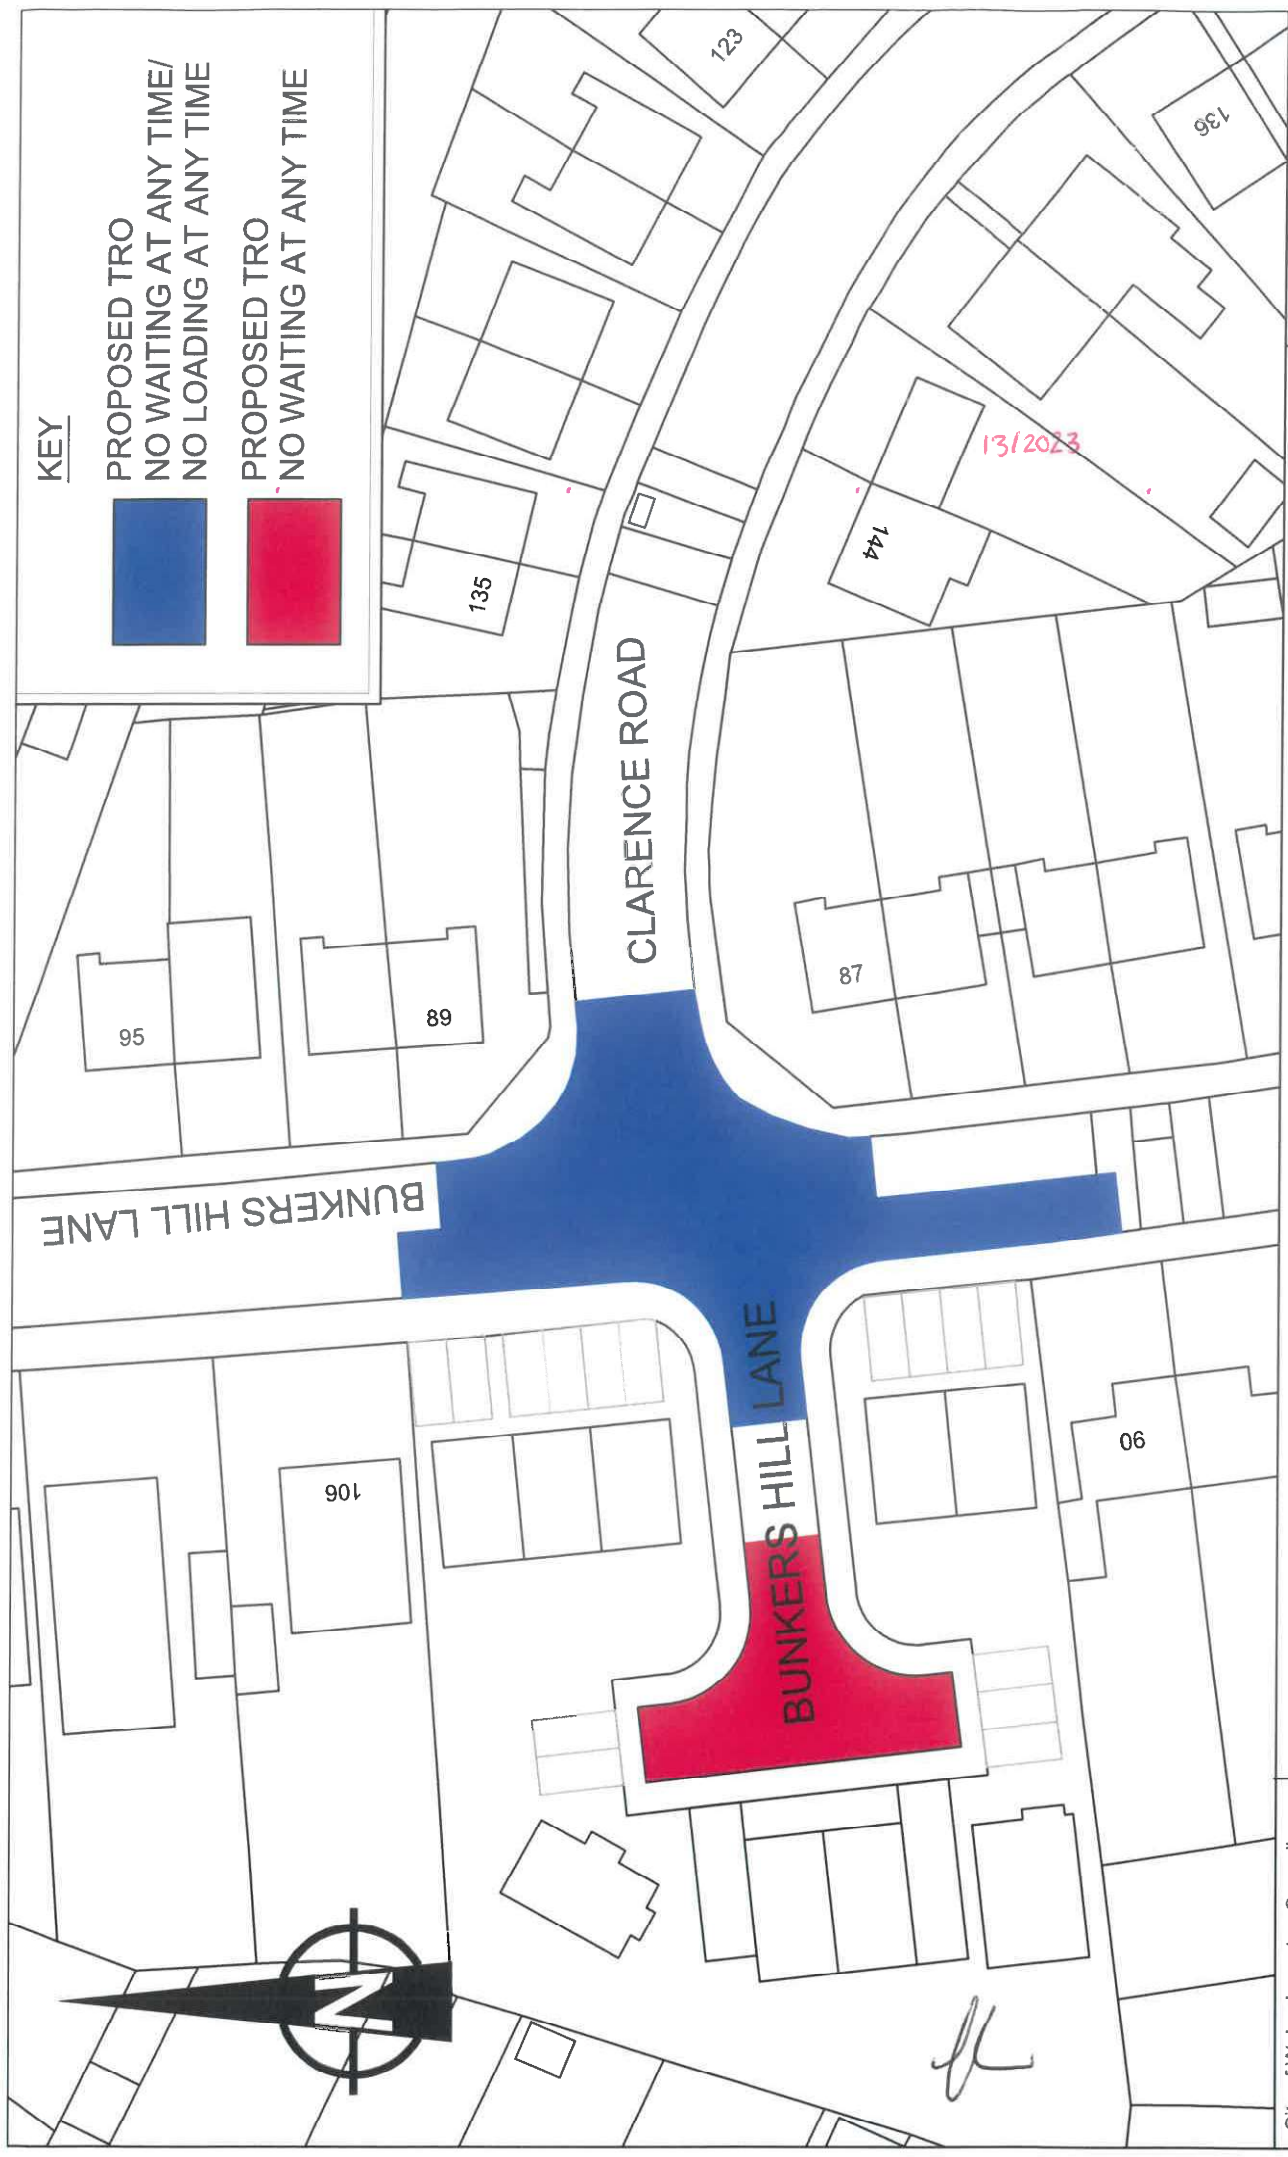 KEY
PROPOSED TRO
NO WAITING AT ANY TIME/
NO LOADING AT ANY TIME
PROPOSED TRO
NO WAITING AT ANY TIME
123
136
13/2023
144
135
CLARENCE ROAD
95
89
87
BUNKERS HILL LANE
BUNKERS HILL LANE
106
90
N